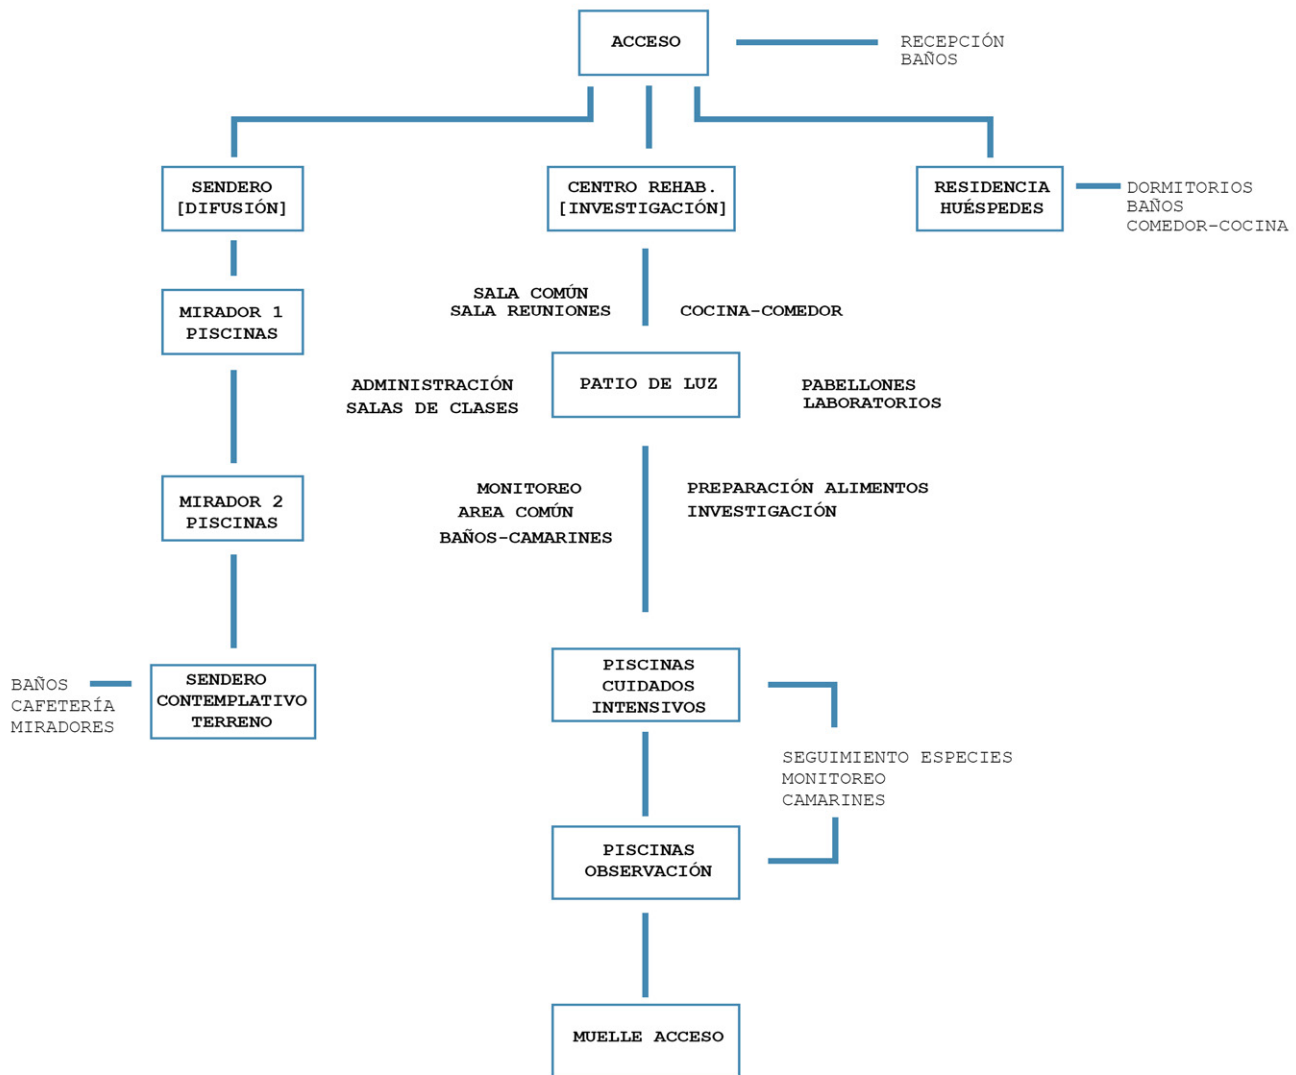 ACCESO
RECEPCIÓN
BAÑOS
SENDERO
[DIFUSIÓN]
CENTRO REHAB.
[INVESTIGACIÓN]
RESIDENCIA
HUÉSPEDES
DORMITORIOS
BAÑOS
COMEDOR-COCINA
MIRADOR 1
PISCINAS
SALA COMÚN
SALA REUNIONES
COCINA-COMEDOR
ADMINISTRACIÓN
SALAS DE CLASES
PATIO DE LUZ
PABELLONES
LABORATORIOS
MIRADOR 2
PISCINAS
MONITOREO
AREA COMÚN
BAÑOS-CAMARINES
PREPARACIÓN ALIMENTOS
INVESTIGACIÓN
BAÑOS
CAFETERÍA
MIRADORES
SENDERO
CONTEMPLATIVO
TERRENO
PISCINAS
CUIDADOS
INTENSIVOS
SEGUIMIENTO ESPECIES
MONITOREO
CAMARINES
PISCINAS
OBSERVACIÓN
MUELLE ACCESO